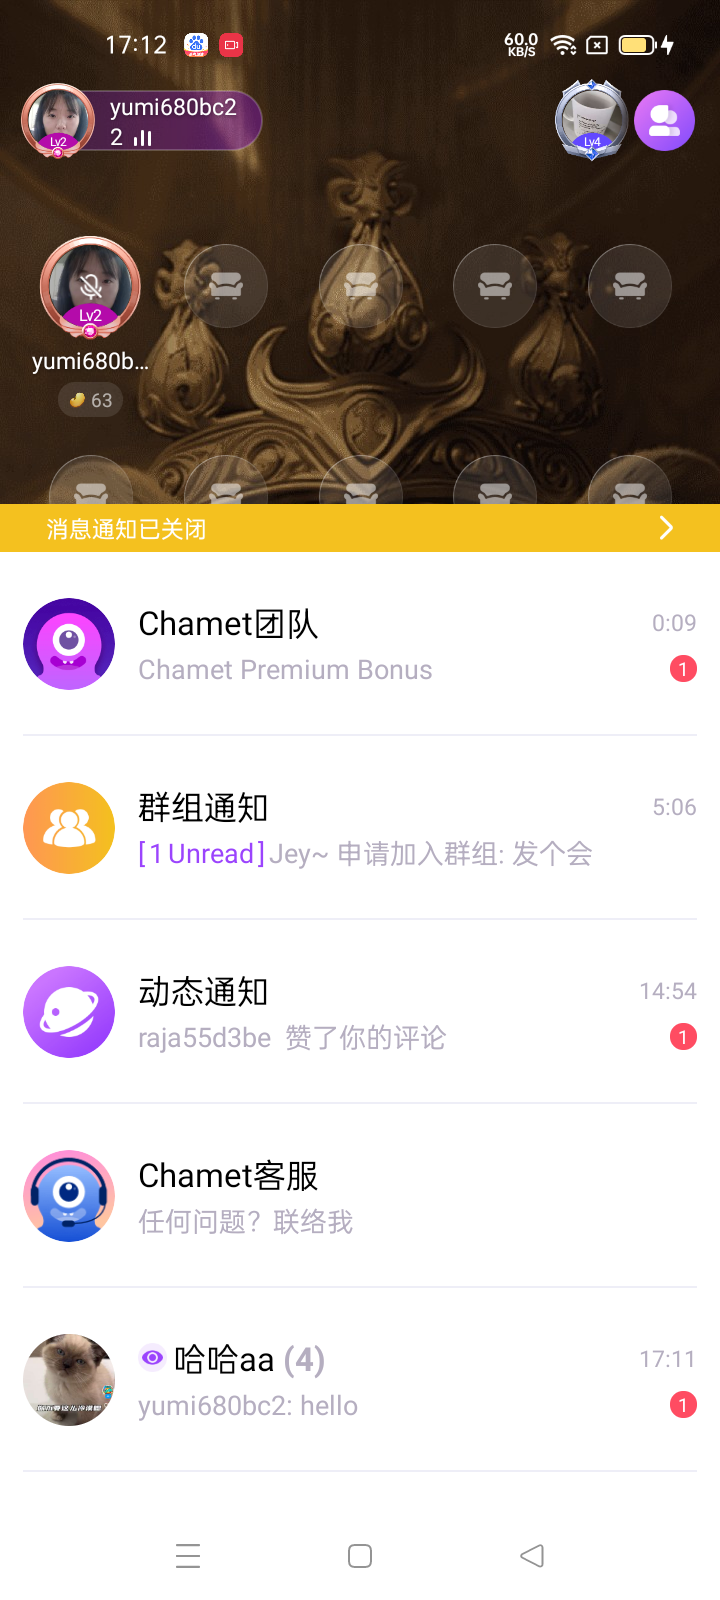 17:12
60.0
KB/S
yumi680bc2
2
Lv2
Lv4
Lv2
yumi680b...
63
消息通知已关闭
Chamet团队
0:09
Chamet Premium Bonus
1
群组通知
5:06
[1 Unread]Jey~ 申请加入群组: 发个会
动态通知
14:54
raja55d3be 赞了你的评论
1
Chamet客服
任何问题？联络我
哈哈aa (4)
17:11
yumi680bc2: hello
1